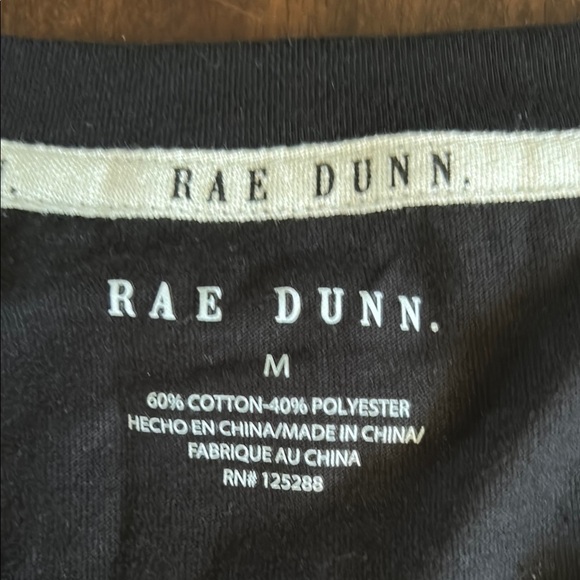 RAE DUNN.
RAE DUNN.
M
60% COTTON-40% POLYESTER
HECHO EN CHINA/MADE IN CHINA/
FABRIQUE AU CHINA
RN# 125288